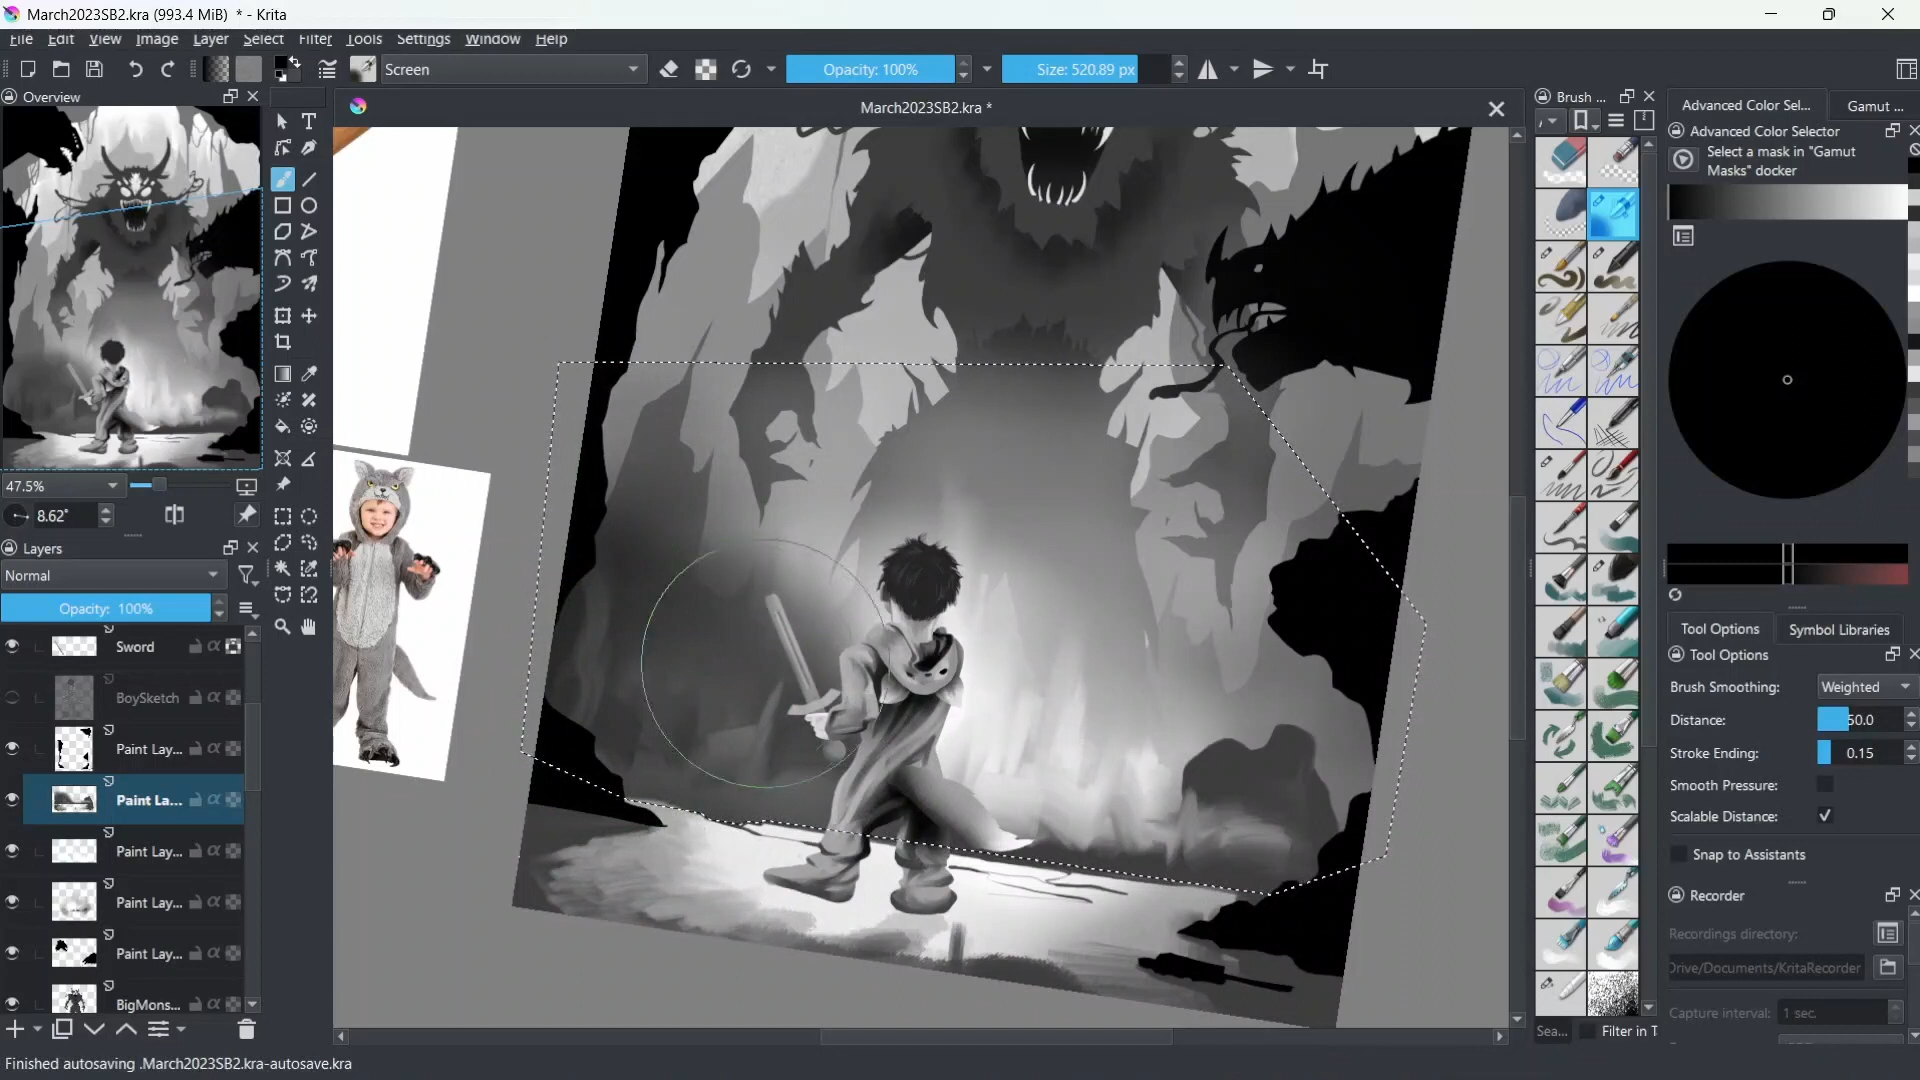 March2023SB2.kra (993.4 MiB) * - Krita
File Edit View Image Layer Select Filter Tools Settings Window Help
Screen
Opacity: 100%
Size: 520.89 px
Overview
March2023SB2.kra *
Brush ...
Advanced Color Sel...
Gamut ...
Advanced Color Selector
Select a mask in "Gamut
Masks" docker
47.5%
8.62°
Layers
Normal
Opacity: 100%
Sword
BoySketch
Paint Lay...
Paint La...
Paint Lay...
Paint Lay...
Paint Lay...
BigMons...
Tool Options
Symbol Libraries
Tool Options
Brush Smoothing:
Weighted
Distance:
50.0
Stroke Ending:
0.15
Smooth Pressure:
Scalable Distance:
Snap to Assistants
Recorder
Recordings directory:
Drive/Documents/KritaRecorder
Capture interval:
1 sec.
Sea...
Filter in T
Finished autosaving .March2023SB2.kra-autosave.kra